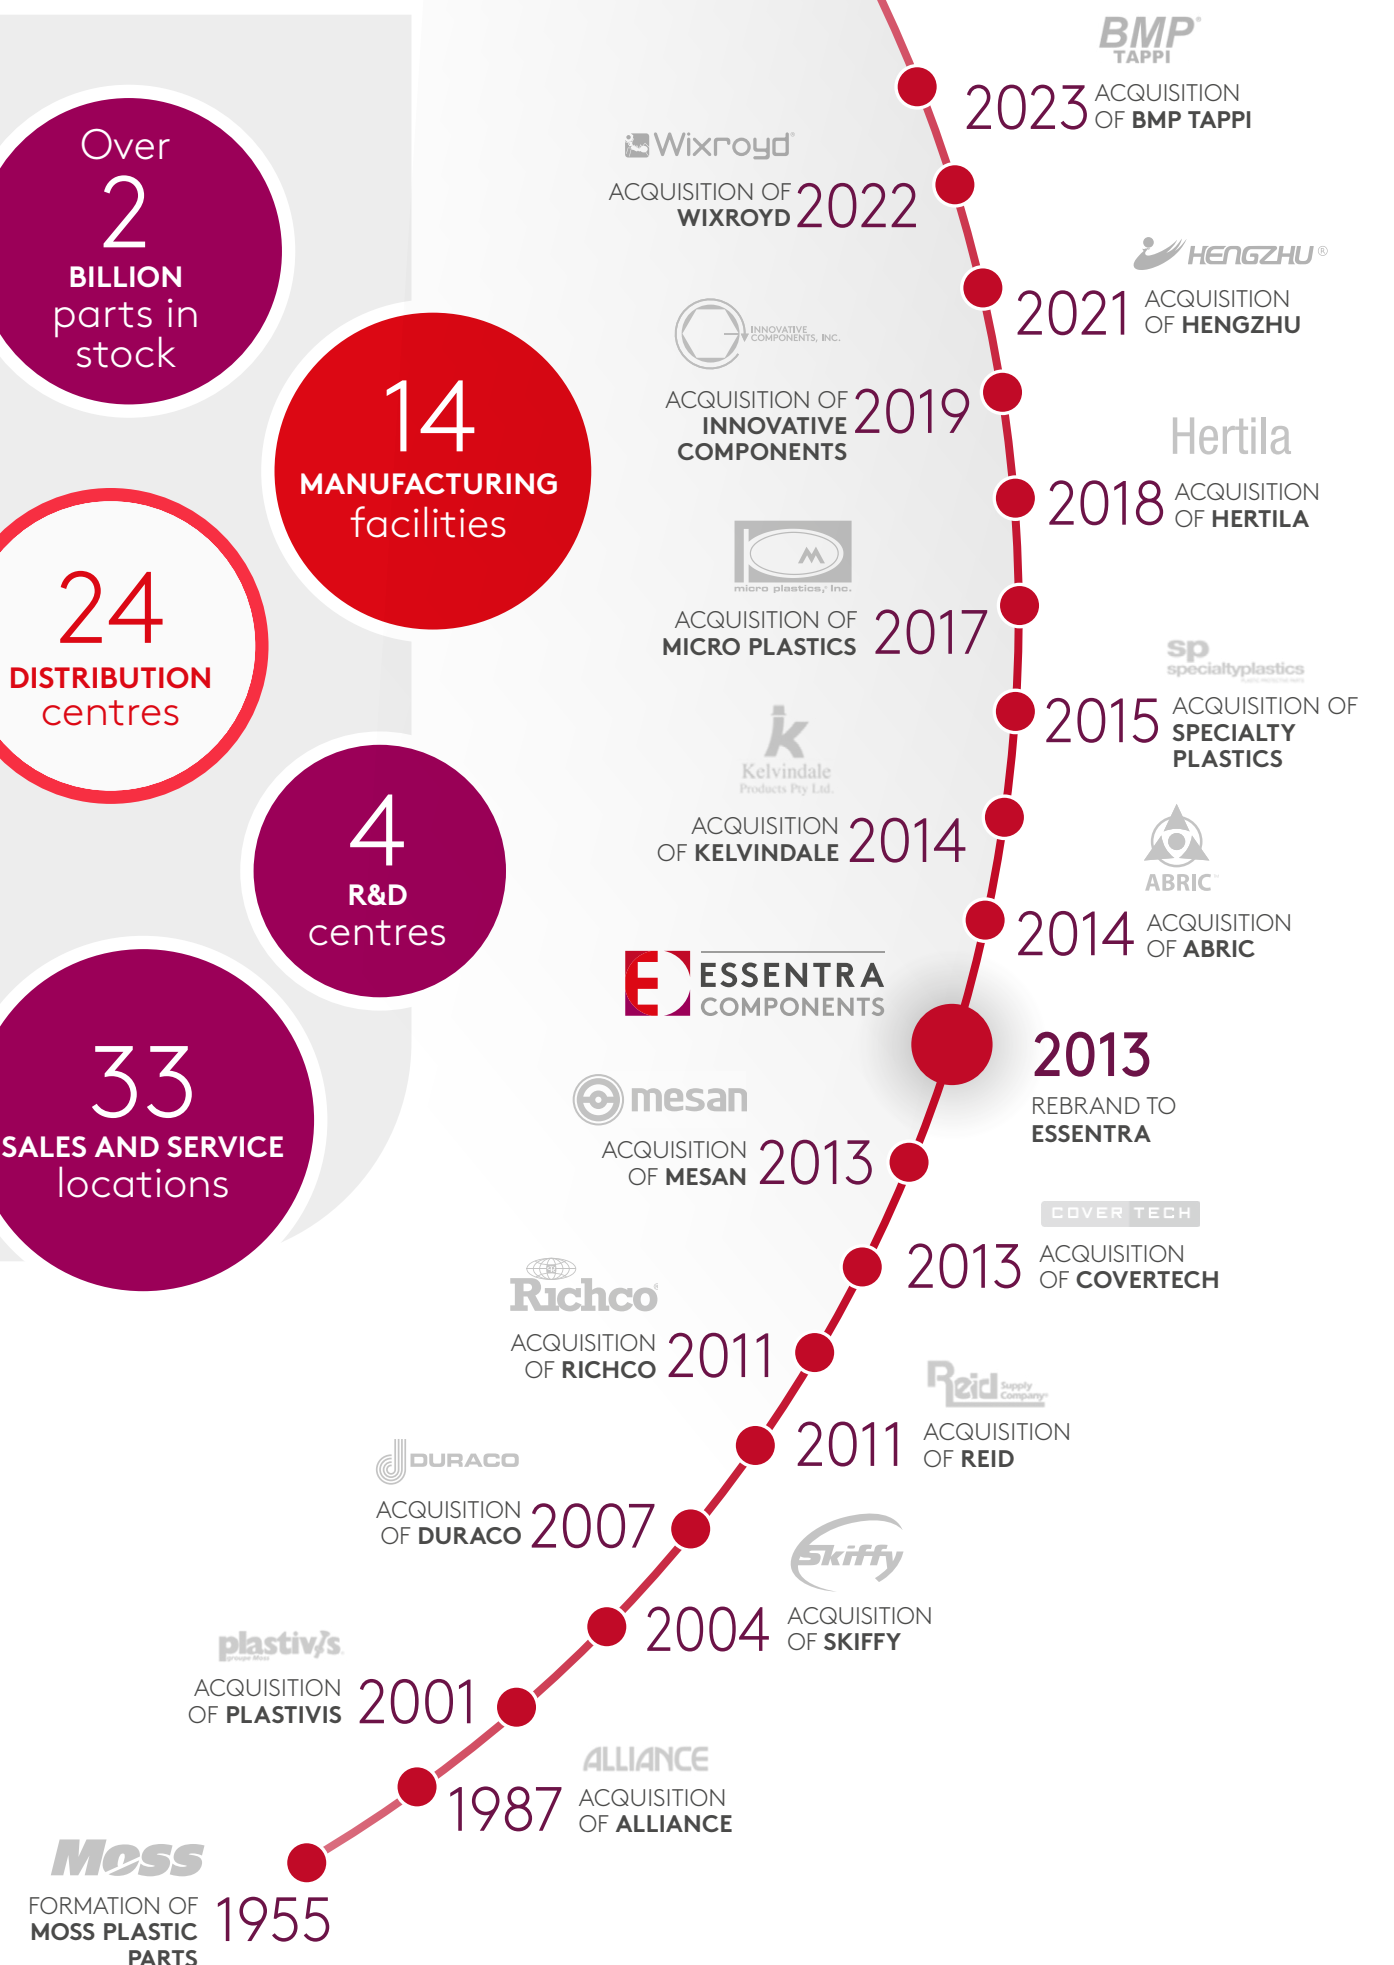 Over
2
BILLION
parts in
stock
14
MANUFACTURING
facilities
24
DISTRIBUTION
centres
4
R&D
centres
33
SALES AND SERVICE
locations
BMP®
TAPPI
2023
ACQUISITION
OF BMP TAPPI
Wixroyd®
ACQUISITION OF
WIXROYD
2022
HENGZHU®
2021
ACQUISITION
OF HENGZHU
INNOVATIVE
COMPONENTS, INC.
ACQUISITION OF
INNOVATIVE
COMPONENTS
2019
Hertila
2018
ACQUISITION
OF HERTILA
M
micro plastics, Inc.
ACQUISITION OF
MICRO PLASTICS
2017
sp
specialtyplastics
2015
ACQUISITION OF
SPECIALTY
PLASTICS
k
Kelvindale
Products Pty Ltd.
ACQUISITION
OF KELVINDALE
2014
ABRIC
2014
ACQUISITION
OF ABRIC
ESSENTRA
COMPONENTS
2013
REBRAND TO
ESSENTRA
mesan
ACQUISITION
OF MESAN
2013
COVER TECH
2013
ACQUISITION
OF COVERTECH
Richco
ACQUISITION
OF RICHCO
2011
Reid Supply
Company
2011
ACQUISITION
OF REID
DURACO
ACQUISITION
OF DURACO
2007
Skiffy
2004
ACQUISITION
OF SKIFFY
plastivis
groupe Moss
ACQUISITION
OF PLASTIVIS
2001
ALLIANCE
1987
ACQUISITION
OF ALLIANCE
Moss
FORMATION OF
MOSS PLASTIC
PARTS
1955